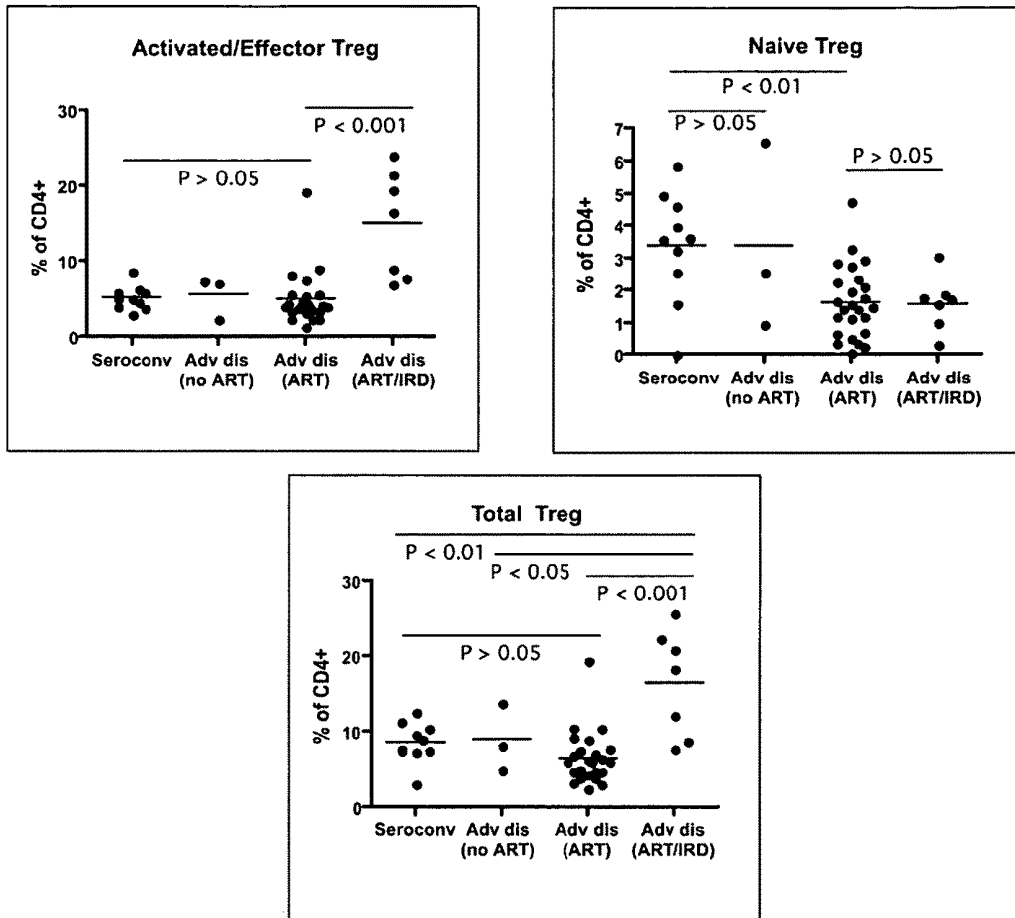 Activated/Effector Treg
% of CD4+
30
20
10
0
P < 0.001
P > 0.05
Seroconv
Adv dis
(no ART)
Adv dis
(ART)
Adv dis
(ART/IRD)
Naive Treg
% of CD4+
7
6
5
4
3
2
1
0
P < 0.01
P > 0.05
P > 0.05
Seroconv
Adv dis
(no ART)
Adv dis
(ART)
Adv dis
(ART/IRD)
Total Treg
% of CD4+
30
20
10
0
P < 0.01
P < 0.05
P < 0.001
P > 0.05
Seroconv
Adv dis
(no ART)
Adv dis
(ART)
Adv dis
(ART/IRD)